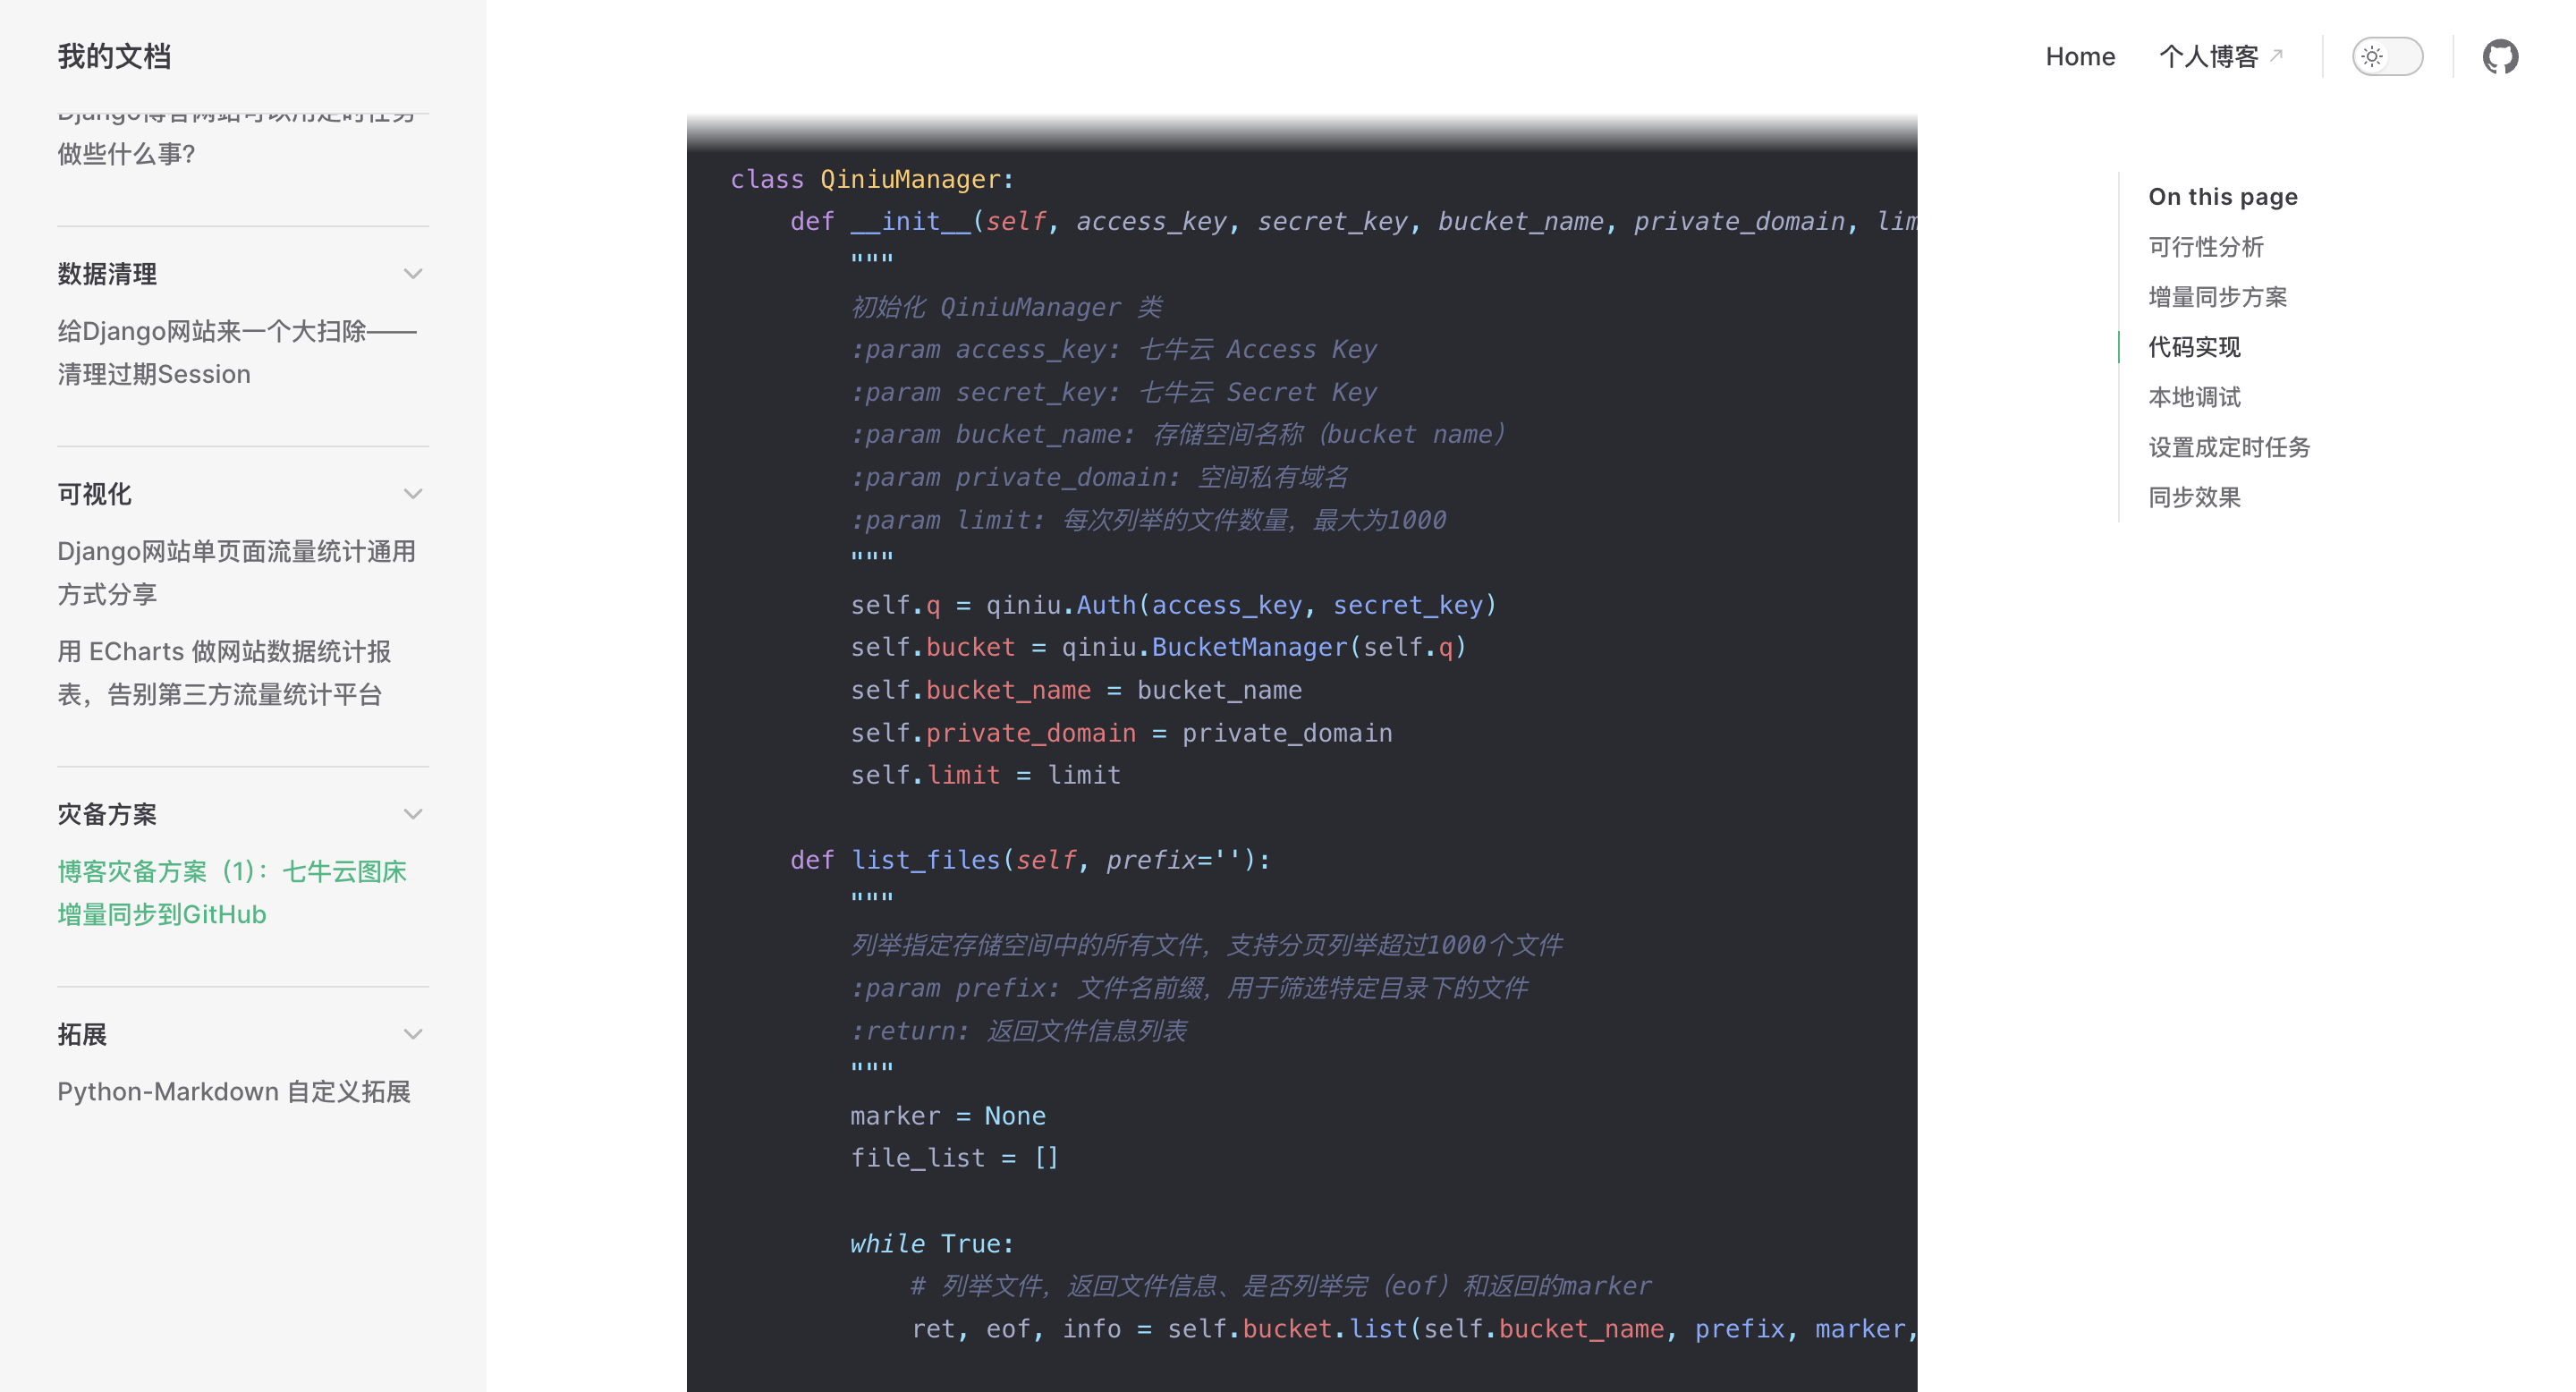 我的文档
Home
个人博客
Django博客网站可以用定时任务
做些什么事?
数据清理
给Django网站来一个大扫除——
清理过期Session
可视化
Django网站单页面流量统计通用
方式分享
用 ECharts 做网站数据统计报
表，告别第三方流量统计平台
灾备方案
博客灾备方案（1）：七牛云图床
增量同步到GitHub
拓展
Python-Markdown 自定义拓展
class QiniuManager:
def __init__(self, access_key, secret_key, bucket_name, private_domain, lim
"""
初始化 QiniuManager 类
:param access_key: 七牛云 Access Key
:param secret_key: 七牛云 Secret Key
:param bucket_name: 存储空间名称（bucket name）
:param private_domain: 空间私有域名
:param limit: 每次列举的文件数量，最大为1000
"""
self.q = qiniu.Auth(access_key, secret_key)
self.bucket = qiniu.BucketManager(self.q)
self.bucket_name = bucket_name
self.private_domain = private_domain
self.limit = limit
def list_files(self, prefix=''):
"""
列举指定存储空间中的所有文件，支持分页列举超过1000个文件
:param prefix: 文件名前缀，用于筛选特定目录下的文件
:return: 返回文件信息列表
"""
marker = None
file_list = []
while True:
# 列举文件，返回文件信息、是否列举完（eof）和返回的marker
ret, eof, info = self.bucket.list(self.bucket_name, prefix, marker,
On this page
可行性分析
增量同步方案
代码实现
本地调试
设置成定时任务
同步效果